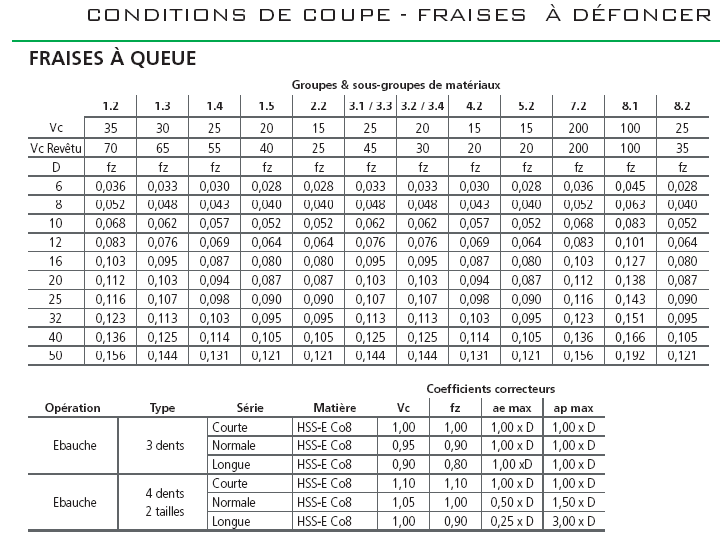 CONDITIONS DE COUPE - FRAISES À DÉFONCER
FRAISES À QUEUE
Groupes & sous-groupes de matériaux
1.2 1.3 1.4 1.5 2.2 3.1 / 3.3 3.2 / 3.4 4.2 5.2 7.2 8.1 8.2
Vc 35 30 25 20 15 25 20 15 15 200 100 25
Vc Revêtu 70 65 55 40 25 45 30 20 20 200 100 35
D fz fz fz fz fz fz fz fz fz fz fz fz
6 0,036 0,033 0,030 0,028 0,028 0,033 0,033 0,030 0,028 0,036 0,045 0,028
8 0,052 0,048 0,043 0,040 0,040 0,048 0,048 0,043 0,040 0,052 0,063 0,040
10 0,068 0,062 0,057 0,052 0,052 0,062 0,062 0,057 0,052 0,068 0,083 0,052
12 0,083 0,076 0,069 0,064 0,064 0,076 0,076 0,069 0,064 0,083 0,101 0,064
16 0,103 0,095 0,087 0,080 0,080 0,095 0,095 0,087 0,080 0,103 0,127 0,080
20 0,112 0,103 0,094 0,087 0,087 0,103 0,103 0,094 0,087 0,112 0,138 0,087
25 0,116 0,107 0,098 0,090 0,090 0,107 0,107 0,098 0,090 0,116 0,143 0,090
32 0,123 0,113 0,103 0,095 0,095 0,113 0,113 0,103 0,095 0,123 0,151 0,095
40 0,136 0,125 0,114 0,105 0,105 0,125 0,125 0,114 0,105 0,136 0,166 0,105
50 0,156 0,144 0,131 0,121 0,121 0,144 0,144 0,131 0,121 0,156 0,192 0,121
Coefficients correcteurs
Opération Type Série Matière Vc fz ae max ap max
Courte HSS-E Co8 1,00 1,00 1,00 x D 1,00 x D
Ebauche 3 dents Normale HSS-E Co8 0,95 0,90 1,00 x D 1,00 x D
Longue HSS-E Co8 0,90 0,80 1,00 xD 1,00 x D
Courte HSS-E Co8 1,10 1,10 1,00 x D 1,00 x D
Ebauche 4 dents 2 tailles Normale HSS-E Co8 1,05 1,00 0,50 x D 1,50 x D
Longue HSS-E Co8 1,00 0,90 0,25 x D 3,00 x D